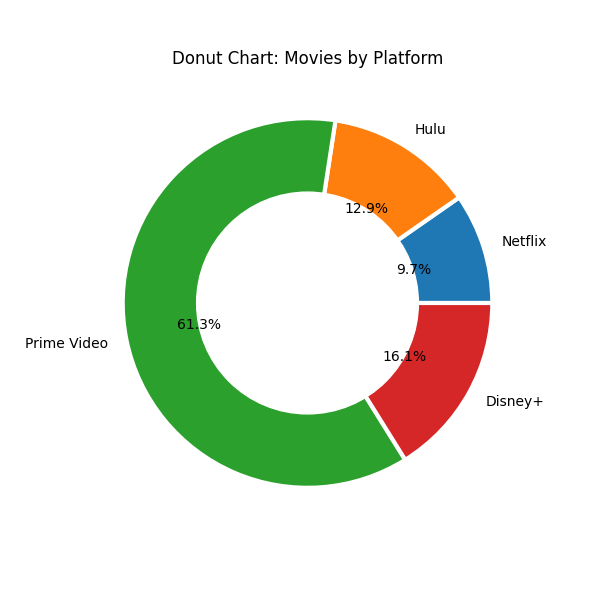 Donut Chart: Movies by Platform
Hulu
12.9%
Netflix
9.7%
61.3%
Prime Video
16.1%
Disney+